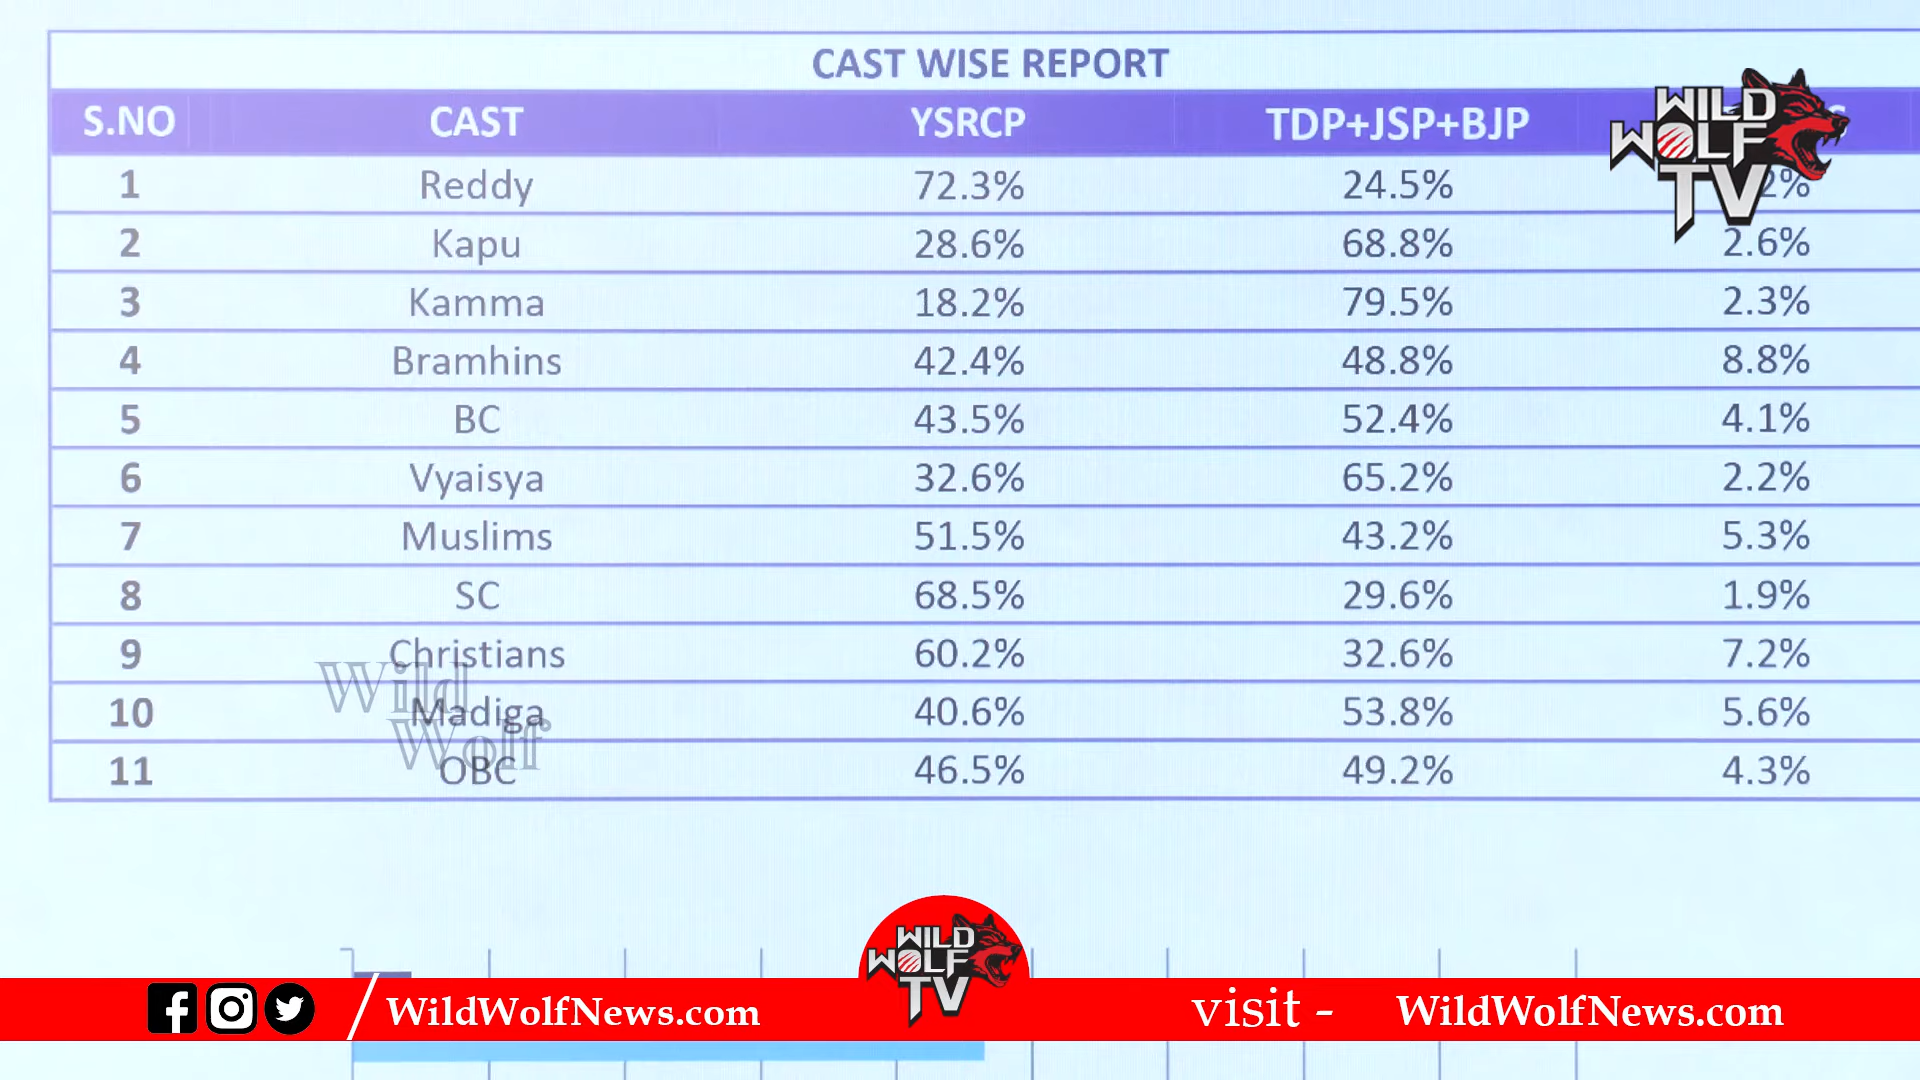 CAST WISE REPORT
S.NO CAST YSRCP TDP+JSP+BJP
1 Reddy 72.3% 24.5% 2%
2 Kapu 28.6% 68.8% 2.6%
3 Kamma 18.2% 79.5% 2.3%
4 Bramhins 42.4% 48.8% 8.8%
5 BC 43.5% 52.4% 4.1%
6 Vyaisya 32.6% 65.2% 2.2%
7 Muslims 51.5% 43.2% 5.3%
8 SC 68.5% 29.6% 1.9%
9 Christians 60.2% 32.6% 7.2%
10 Madiga 40.6% 53.8% 5.6%
11 OBC 46.5% 49.2% 4.3%
WILD
WOLF
TV
Wild
Wolf
WILD
WOLF
TV
WildWolfNews.com
visit - WildWolfNews.com